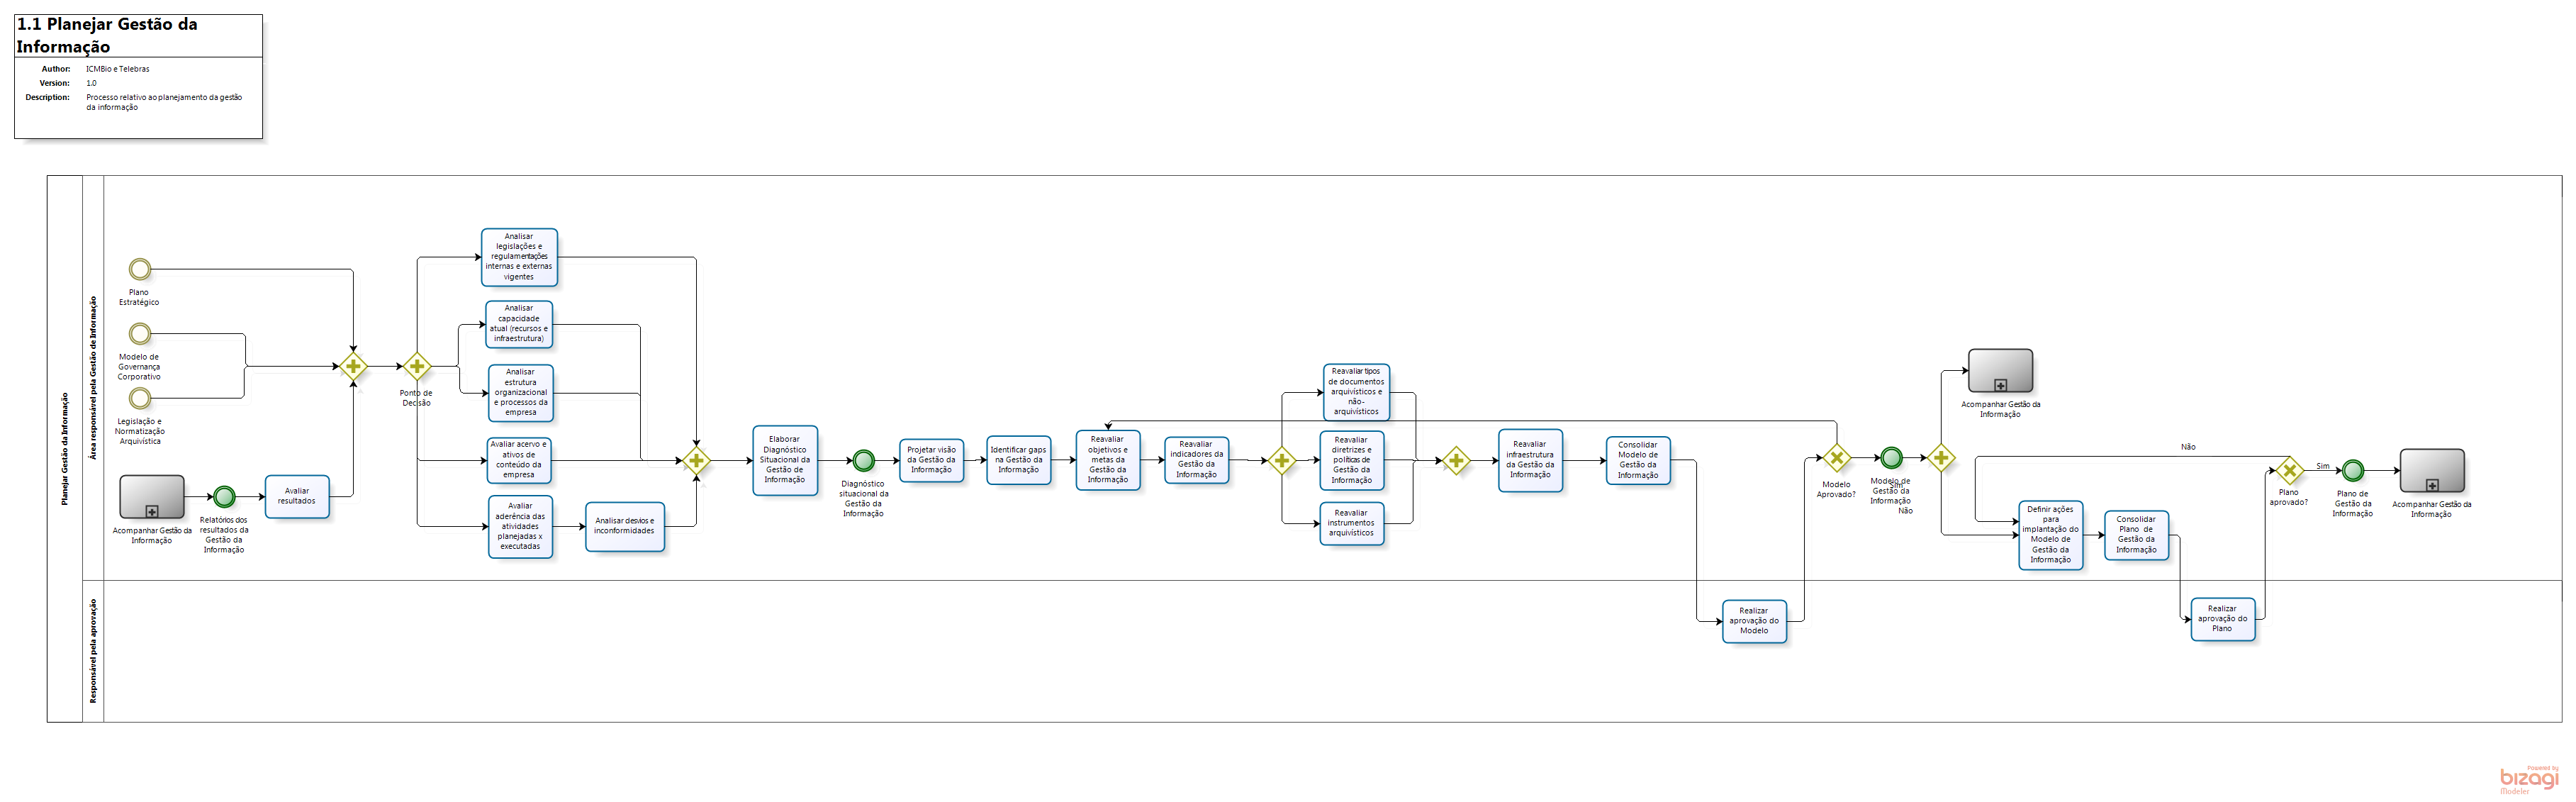 1.1 Planejar Gestão da
Informação
Author: ICMBio e Telebras
Version: 1.0
Description: Processo relativo ao planejamento da gestão
da informação
Planejar Gestão da Informação
Área responsável pela Gestão de Informação
Plano
Estratégico
Modelo de
Governança
Corporativo
Legislação e
Normatização
Arquivística
Acompanhar Gestão da
Informação
Relatórios dos
resultados da
Gestão da
Informação
Avaliar
resultados
Ponto de
Decisão
Analisar
legislações e
regulamentações
internas e externas
vigentes
Analisar
capacidade
atual (recursos e
infraestrutura)
Analisar
estrutura
organizacional
e processos da
empresa
Avaliar acervo e
ativos de
conteúdo da
empresa
Avaliar
aderência das
atividades
planejadas x
executadas
Analisar desvios e
inconformidades
Elaborar
Diagnóstico
Situacional da
Gestão de
Informação
Diagnóstico
situacional da
Gestão da
Informação
Projetar visão
da Gestão da
Informação
Identificar gaps
na Gestão da
Informação
Reavaliar
objetivos e
metas da
Gestão da
Informação
Reavaliar
indicadores da
Gestão da
Informação
Reavaliar tipos
de documentos
arquivísticos e
não-
arquivísticos
Reavaliar
diretrizes e
políticas de
Gestão da
Informação
Reavaliar
instrumentos
arquivísticos
Reavaliar
infraestrutura
da Gestão da
Informação
Consolidar
Modelo de
Gestão da
Informação
Modelo
Aprovado?
Modelo de
Gestão da
Informação
Sim
Não
Acompanhar Gestão da
Informação
Definir ações
para
implantação do
Modelo de
Gestão da
Informação
Consolidar
Plano de
Gestão da
Informação
Não
Plano
aprovado?
Sim
Plano de
Gestão da
Informação
Acompanhar Gestão da
Informação
Responsável pela aprovação
Realizar
aprovação do
Modelo
Realizar
aprovação do
Plano
Powered by
bizagi
Modeler